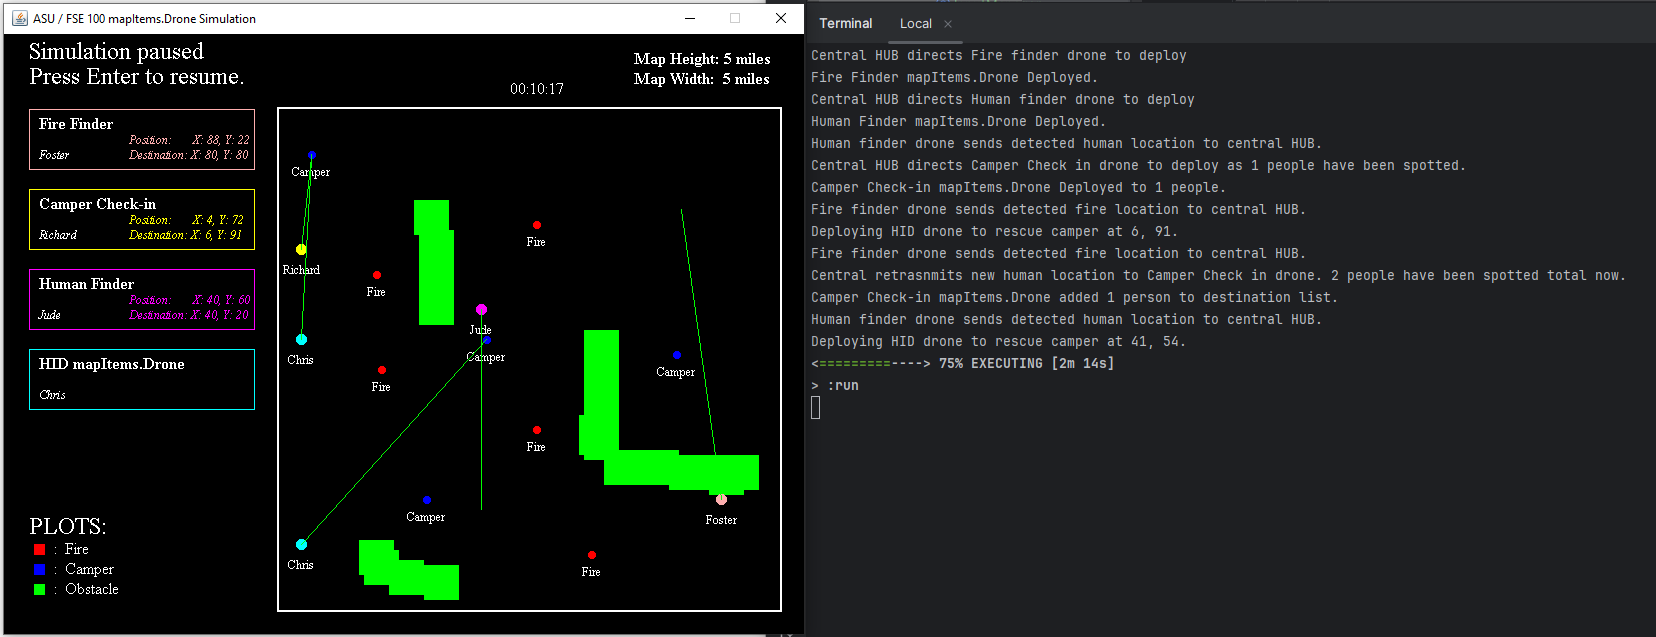 ASU / FSE 100 mapItems.Drone Simulation
Simulation paused
Press Enter to resume.
00:10:17
Map Height: 5 miles
Map Width: 5 miles
Fire Finder
Position: X: 88, Y: 22
Foster Destination: X: 80, Y: 80
Camper Check-in
Position: X: 4, Y: 72
Richard Destination: X: 6, Y: 91
Human Finder
Position: X: 40, Y: 60
Jude Destination: X: 40, Y: 20
HID mapItems.Drone
Chris
PLOTS:
: Fire
: Camper
: Obstacle
Camper
Fire
Richard
Fire
Jude
Camper
Chris
Camper
Fire
Fire
Camper
Foster
Chris
Fire
Terminal Local ×
Central HUB directs Fire finder drone to deploy
Fire Finder mapItems.Drone Deployed.
Central HUB directs Human finder drone to deploy
Human Finder mapItems.Drone Deployed.
Human finder drone sends detected human location to central HUB.
Central HUB directs Camper Check in drone to deploy as 1 people have been spotted.
Camper Check-in mapItems.Drone Deployed to 1 people.
Fire finder drone sends detected fire location to central HUB.
Deploying HID drone to rescue camper at 6, 91.
Fire finder drone sends detected fire location to central HUB.
Central retrasnmits new human location to Camper Check in drone. 2 people have been spotted total now.
Camper Check-in mapItems.Drone added 1 person to destination list.
Human finder drone sends detected human location to central HUB.
Deploying HID drone to rescue camper at 41, 54.
<=========----> 75% EXECUTING [2m 14s]
> :run